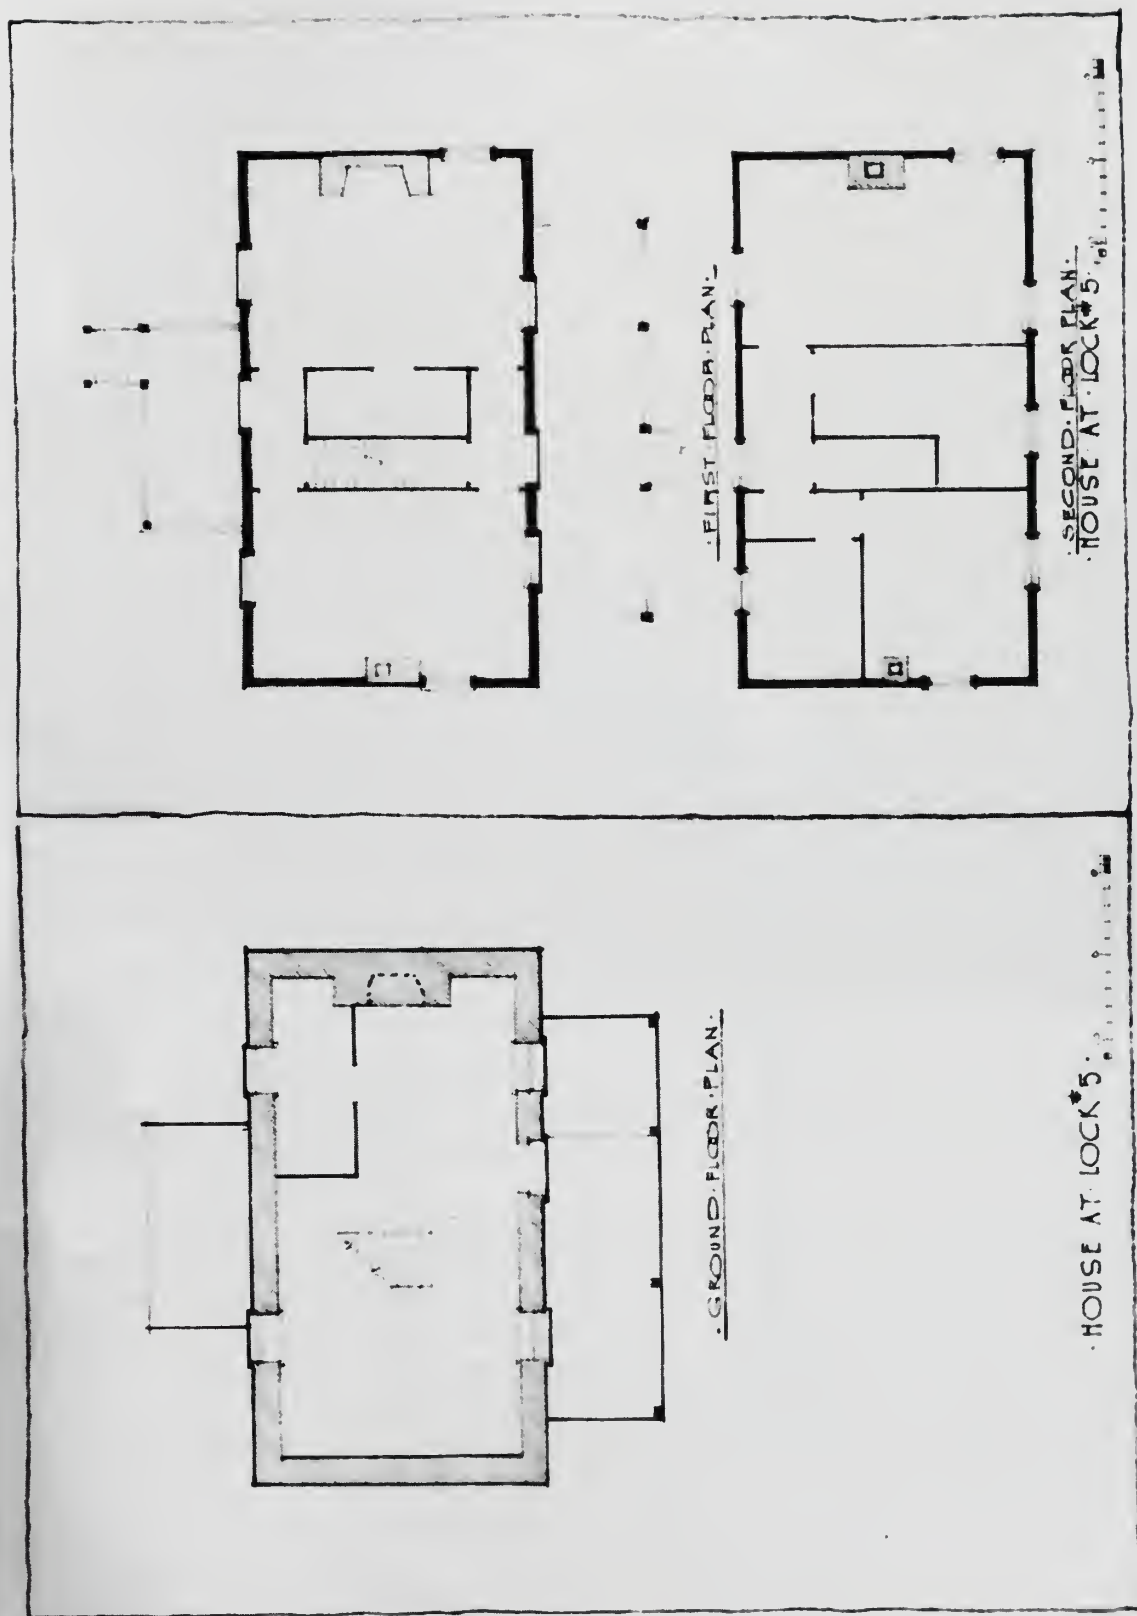 ·FIRST·FLOOR·PLAN·
·SECOND·FLOOR PLAN·
·HOUSE AT·LOCK#5·
·GROUND·FLOOR·PLAN·
·HOUSE AT·LOCK#5·